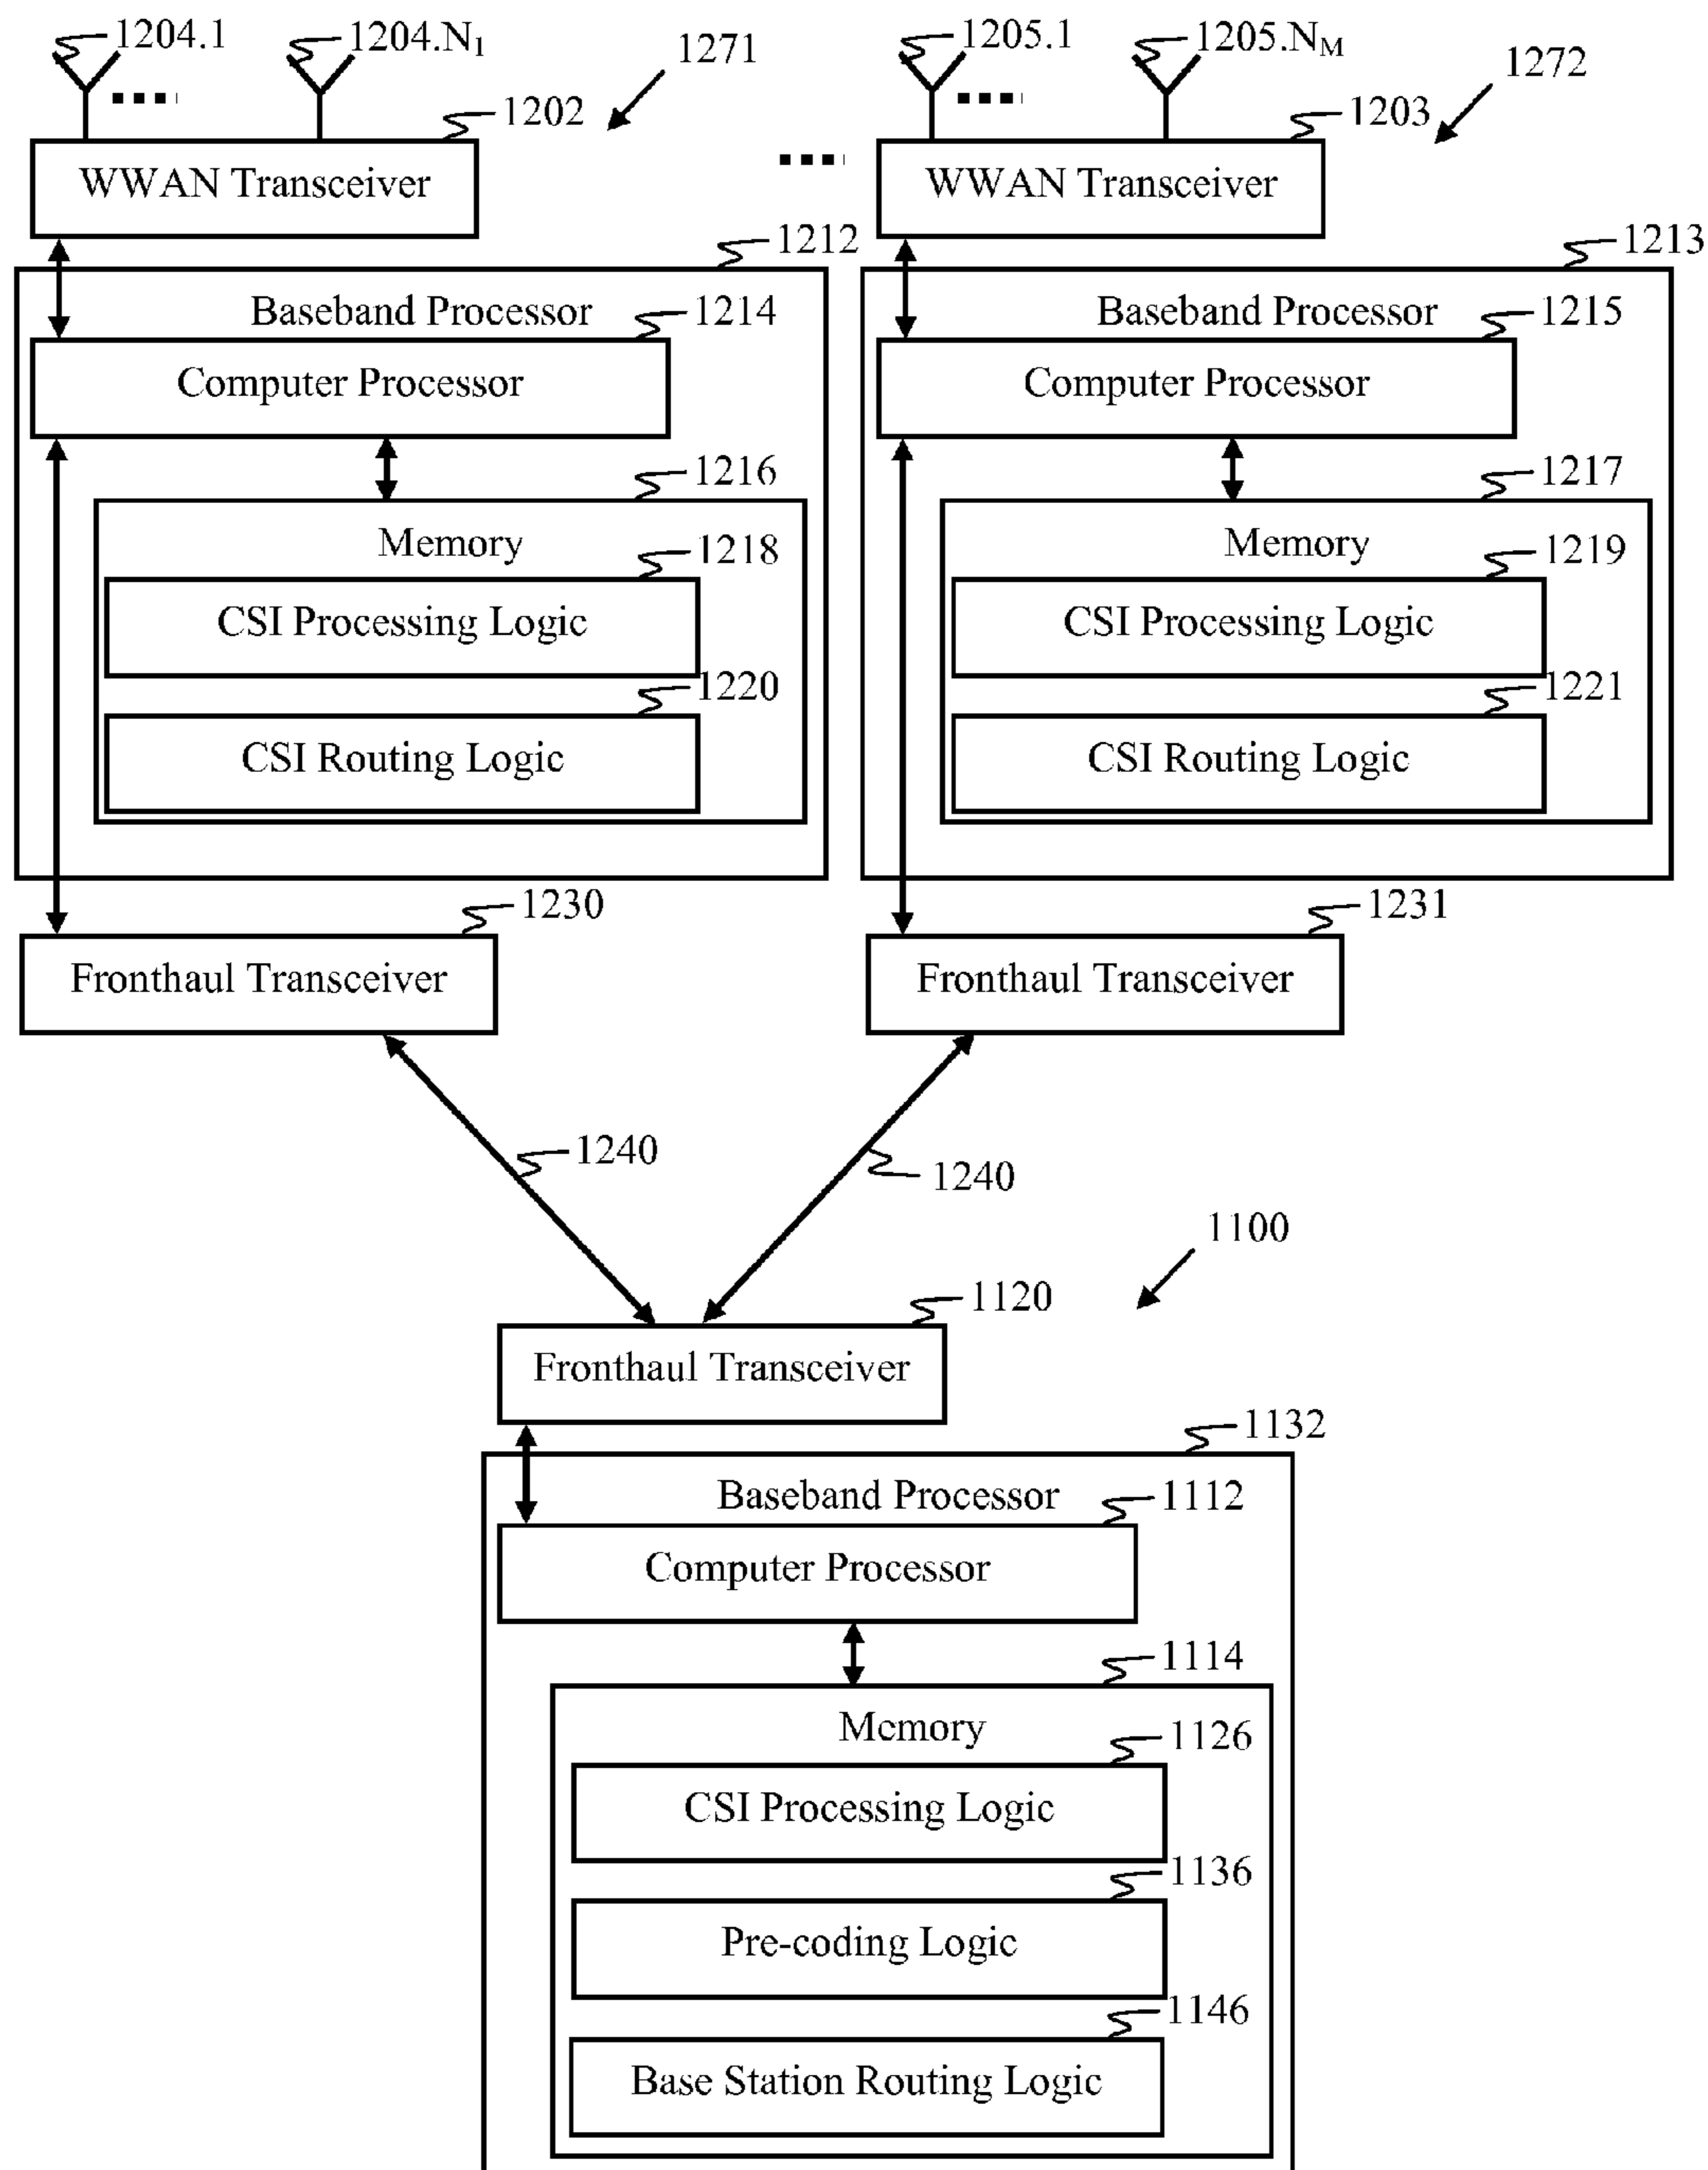 1204.1 1204.N1 1271 1205.1 1205.NM 1272
1202 1203
WWAN Transceiver WWAN Transceiver
1212 1213
Baseband Processor 1214 Baseband Processor 1215
Computer Processor Computer Processor
1216 1217
Memory 1218 Memory 1219
CSI Processing Logic CSI Processing Logic
1220 1221
CSI Routing Logic CSI Routing Logic
1230 1231
Fronthaul Transceiver Fronthaul Transceiver
1240 1240
1100
1120
Fronthaul Transceiver
1132
Baseband Processor 1112
Computer Processor
1114
Memory 1126
CSI Processing Logic
1136
Pre-coding Logic
1146
Base Station Routing Logic